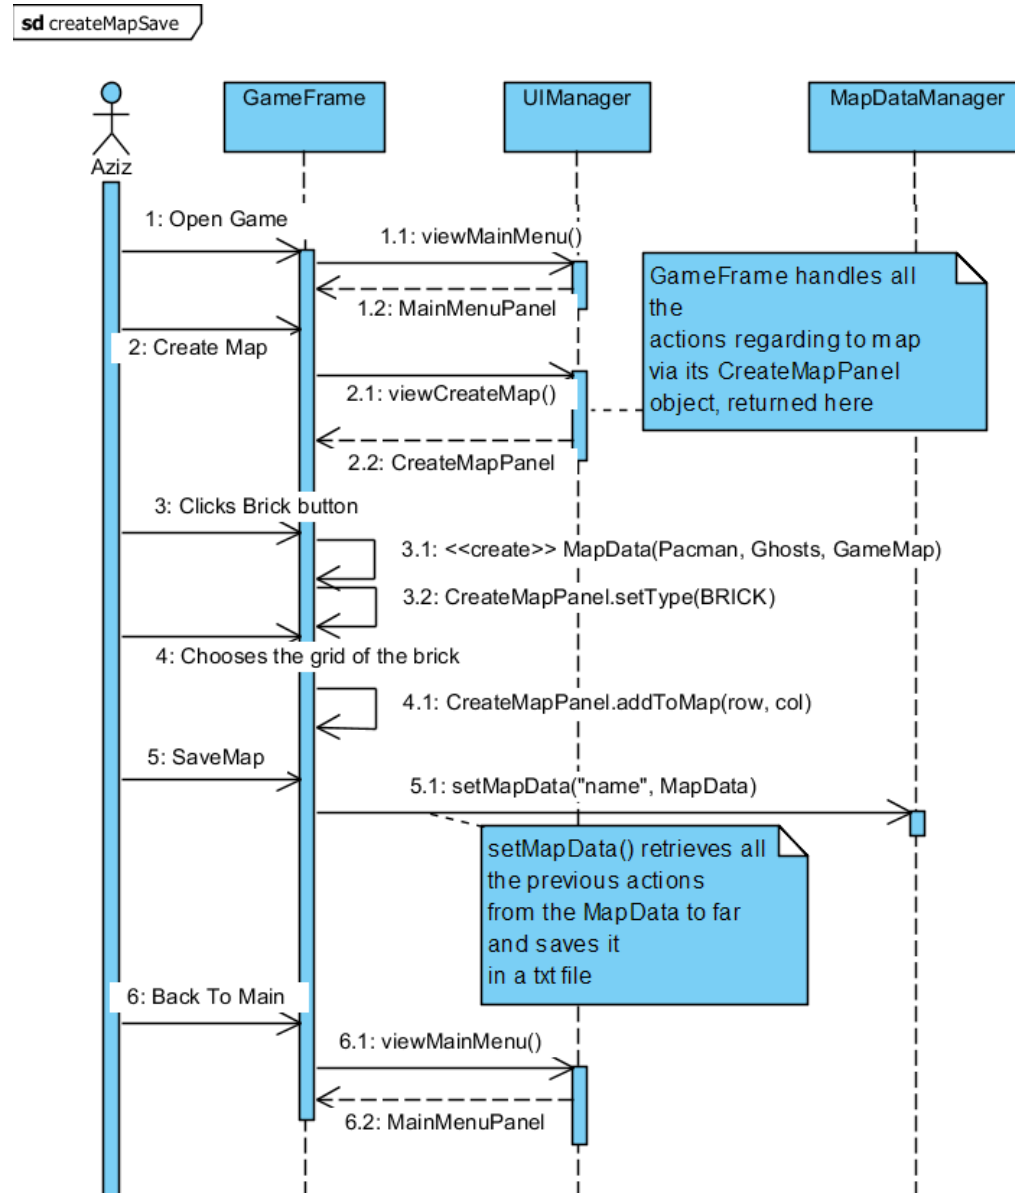 sd createMapSave
GameFrame
UIManager
MapDataManager
Aziz
1: Open Game
1.1: viewMainMenu()
1.2: MainMenuPanel
GameFrame handles all
the
actions regarding to map
via its CreateMapPanel
object, returned here
2: Create Map
2.1: viewCreateMap()
2.2: CreateMapPanel
3: Clicks Brick button
3.1: <<create>> MapData(Pacman, Ghosts, GameMap)
3.2: CreateMapPanel.setType(BRICK)
4: Chooses the grid of the brick
4.1: CreateMapPanel.addToMap(row, col)
5: SaveMap
5.1: setMapData("name", MapData)
setMapData() retrieves all
the previous actions
from the MapData to far
and saves it
in a txt file
6: Back To Main
6.1: viewMainMenu()
6.2: MainMenuPanel